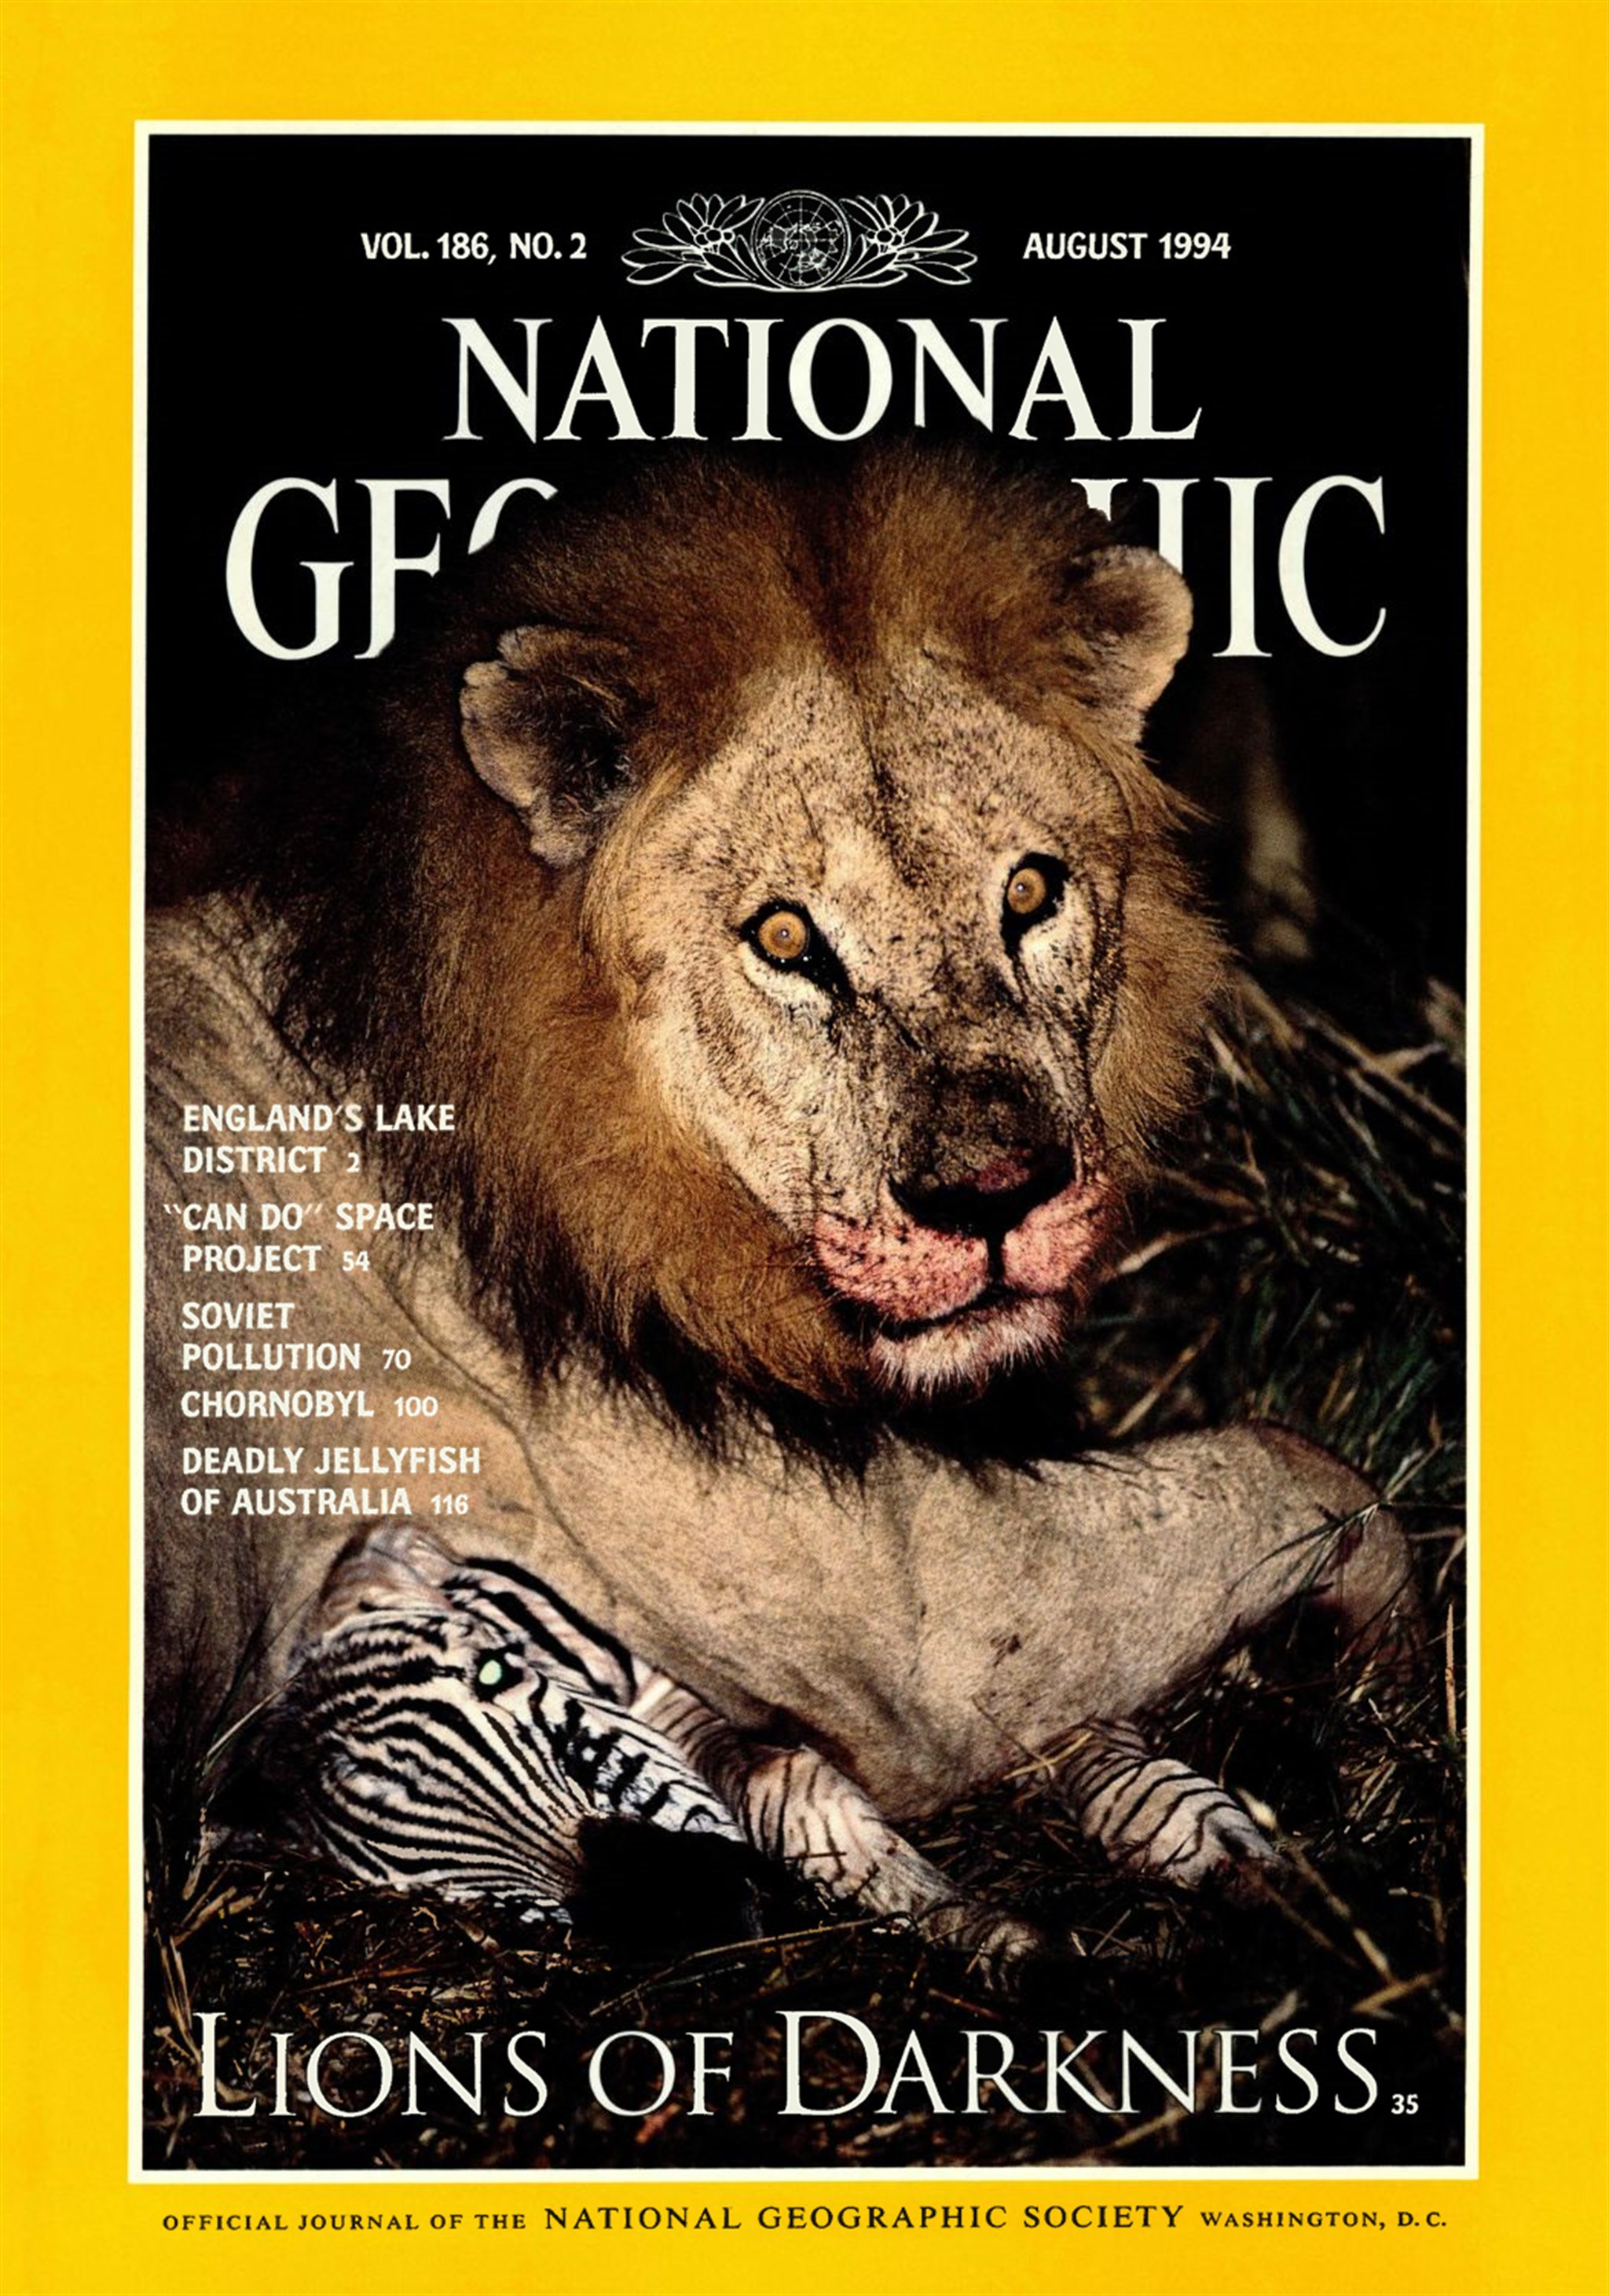 VOL. 186, NO. 2
AUGUST 1994
NATIONAL
GEOGRAPHIC
ENGLAND'S LAKE
DISTRICT 2
"CAN DO" SPACE
PROJECT 54
SOVIET
POLLUTION 70
CHORNOBYL 100
DEADLY JELLYFISH
OF AUSTRALIA 116
LIONS OF DARKNESS 35
OFFICIAL JOURNAL OF THE NATIONAL GEOGRAPHIC SOCIETY WASHINGTON, D.C.